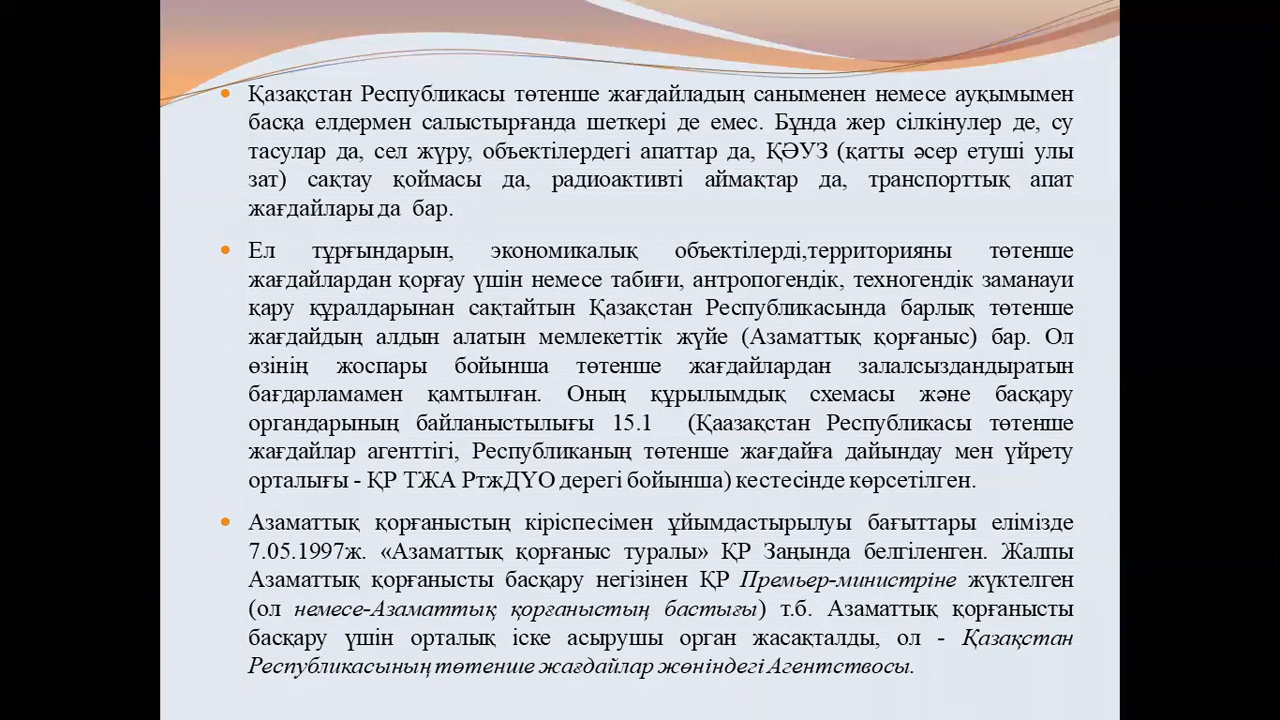 Қазақстан Республикасы төтенше жағдайладың саныменен немесе ауқымымен
басқа елдермен салыстырғанда шеткері де емес. Бұнда жер сілкінулер де, су
тасулар да, сел жүру, объектілердегі апаттар да, ҚӘУЗ (қатты әсер етуші улы
зат) сақтау қоймасы да, радиоактивті аймақтар да, транспорттық апат
жағдайлары да бар.
Ел тұрғындарын, экономикалық объектілерді,территорияны төтенше
жағдайлардан қорғау үшін немесе табиғи, антропогендік, техногендік заманауи
қару құралдарынан сақтайтын Қазақстан Республикасында барлық төтенше
жағдайдың алдын алатын мемлекеттік жүйе (Азаматтық қорғаныс) бар. Ол
өзінің жоспары бойынша төтенше жағдайлардан залалсыздандыратын
бағдарламамен қамтылған. Оның құрылымдық схемасы және басқару
органдарының байланыстылығы 15.1 (Қаазақстан Республикасы төтенше
жағдайлар агенттігі, Республиканың төтенше жағдайға дайындау мен үйрету
орталығы - ҚР ТЖА РтжДҮО дерегі бойынша) кестесінде көрсетілген.
Азаматтық қорғаныстың кіріспесімен ұйымдастырылуы бағыттары елімізде
7.05.1997ж. «Азаматтық қорғаныс туралы» ҚР Заңында белгіленген. Жалпы
Азаматтық қорғанысты басқару негізінен ҚР Премьер-министріне жүктелген
(ол немесе-Азаматтық қорғаныстың бастығы) т.б. Азаматтық қорғанысты
басқару үшін орталық іске асырушы орган жасақталды, ол - Қазақстан
Республикасының төтенше жағдайлар жөніндегі Агентствосы.